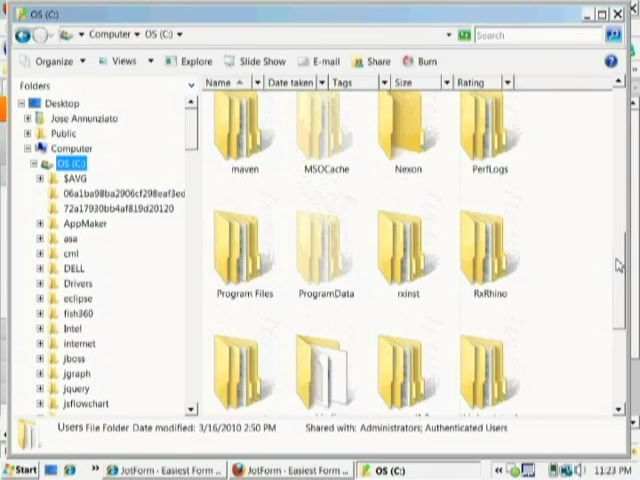 OS (C:)
Computer OS (C:)
Search
Organize Views Explore Slide Show E-mail Share Burn
Folders
Name Date taken Tags Size Rating
Desktop
Jose Annunziato
Public
Computer
OS (C:)
$AVG
06a1ba98ba2906cf298eaf3ed
72a17930bb4af819d20120
AppMaker
asa
cml
DELL
Drivers
eclipse
fish360
Intel
internet
jboss
jgraph
jquery
jsflowchart
maven MSOCache Nexon PerfLogs
Program Files ProgramData rxinst RxRhino
Users File Folder Date modified: 3/16/2010 2:50 PM Shared with: Administrators; Authenticated Users
Start JotForm - Easiest Form ... JotForm - Easiest Form ... OS (C:) 11:23 PM